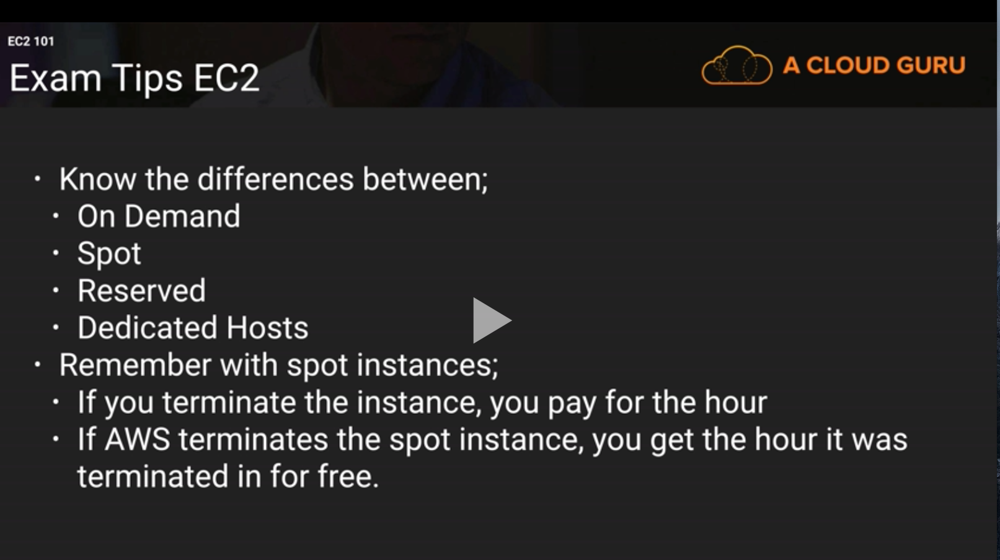 EC2 101
Exam Tips EC2
A CLOUD GURU
• Know the differences between;
• On Demand
• Spot
• Reserved
• Dedicated Hosts
• Remember with spot instances;
• If you terminate the instance, you pay for the hour
• If AWS terminates the spot instance, you get the hour it was
terminated in for free.